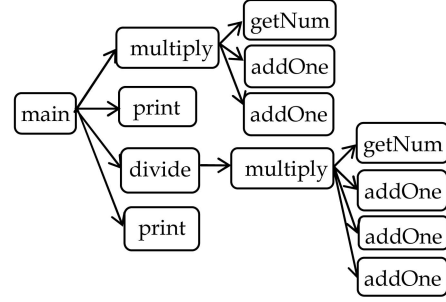 getNum
multiply
addOne
addOne
print
main
getNum
divide
multiply
addOne
print
addOne
addOne